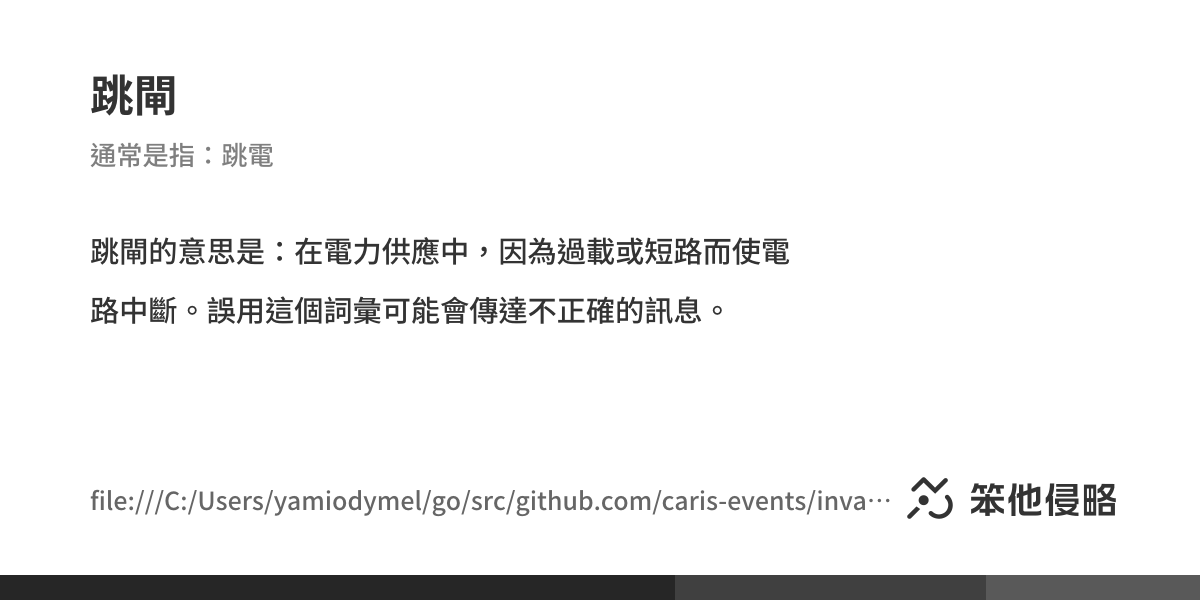 跳閘
通常是指：跳電
跳閘的意思是：在電力供應中，因為過載或短路而使電
路中斷。誤用這個詞彙可能會傳達不正確的訊息。
file:///C:/Users/yamiodymel/go/src/github.com/caris-events/inva…
笨他侵略